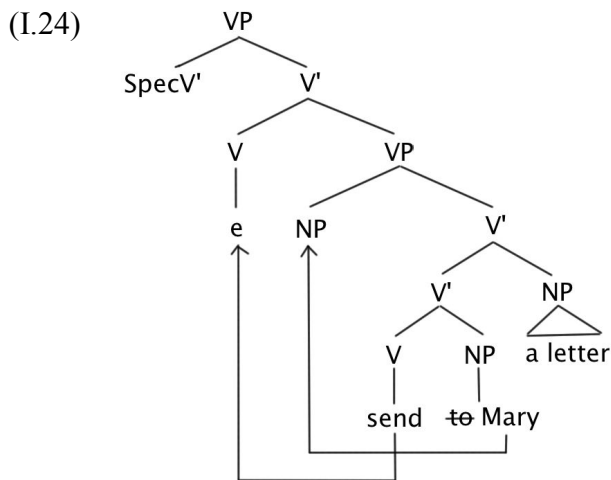 (I.24)
VP
SpecV' V'
V VP
e NP V'
V' NP
V NP a letter
send to Mary